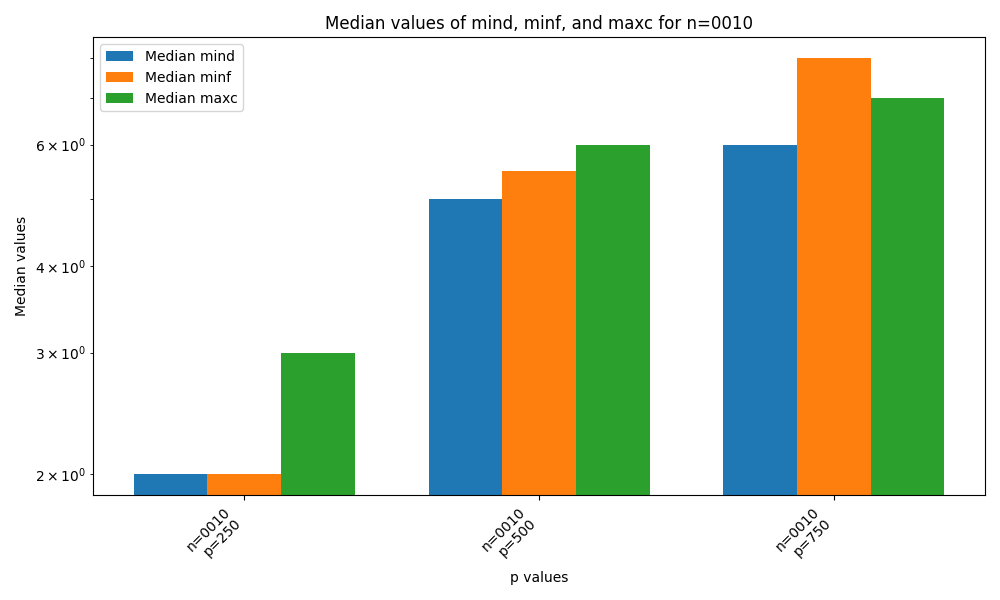 Median values of mind, minf, and maxc for n=0010
Median mind
Median minf
Median maxc
Median values
6 × 10⁰
4 × 10⁰
3 × 10⁰
2 × 10⁰
n=0010
p=250
n=0010
p=500
n=0010
p=750
p values